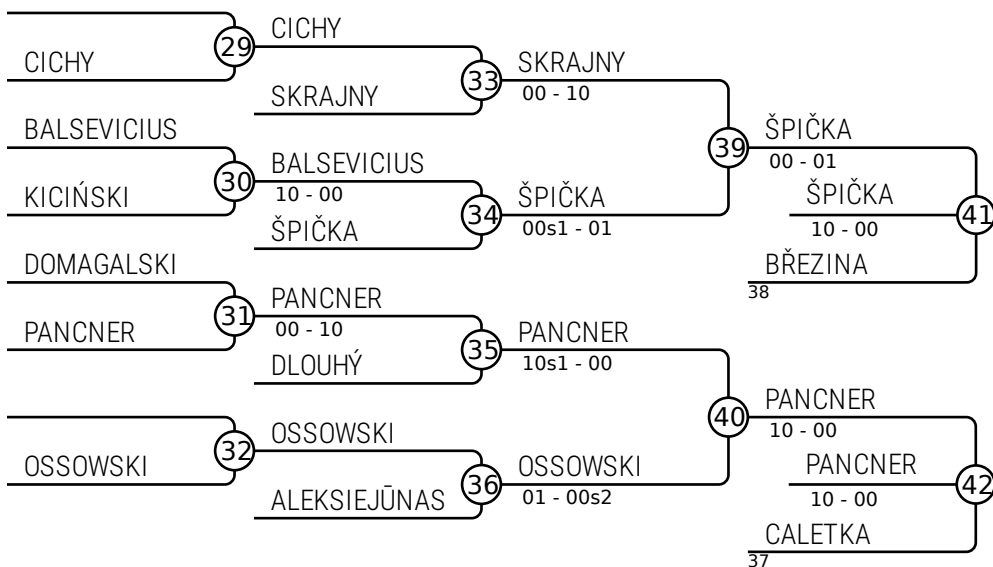 29
CICHY
CICHY
33
SKRAJNY
00 - 10
SKRAJNY
BALSEVICIUS
39
ŠPIČKA
00 - 01
30
BALSEVICIUS
10 - 00
KICIŃSKI
34
ŠPIČKA
00s1 - 01
ŠPIČKA
10 - 00
41
ŠPIČKA
DOMAGALSKI
BŘEZINA
38
31
PANCNER
00 - 10
PANCNER
35
PANCNER
10s1 - 00
DLOUHÝ
40
PANCNER
10 - 00
32
OSSOWSKI
OSSOWSKI
36
OSSOWSKI
01 - 00s2
PANCNER
10 - 00
42
ALEKSIEJŪNAS
CALETKA
37